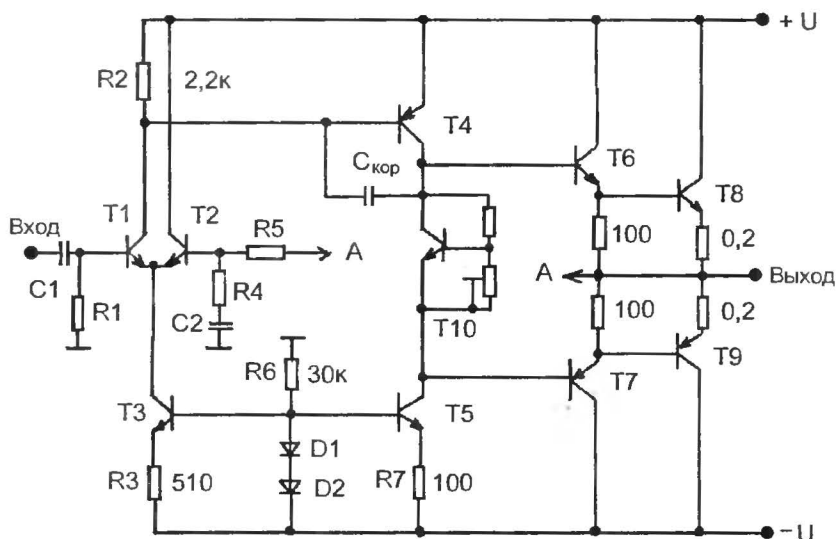 + U
R2
2,2к
T4
Cкор
T6
T8
Вход
T1
T2
R5
A
100
0,2
C1
R1
R4
C2
A
Выход
T10
100
0,2
R6
30к
T7
T9
T3
T5
D1
R3
510
D2
R7
100
– U